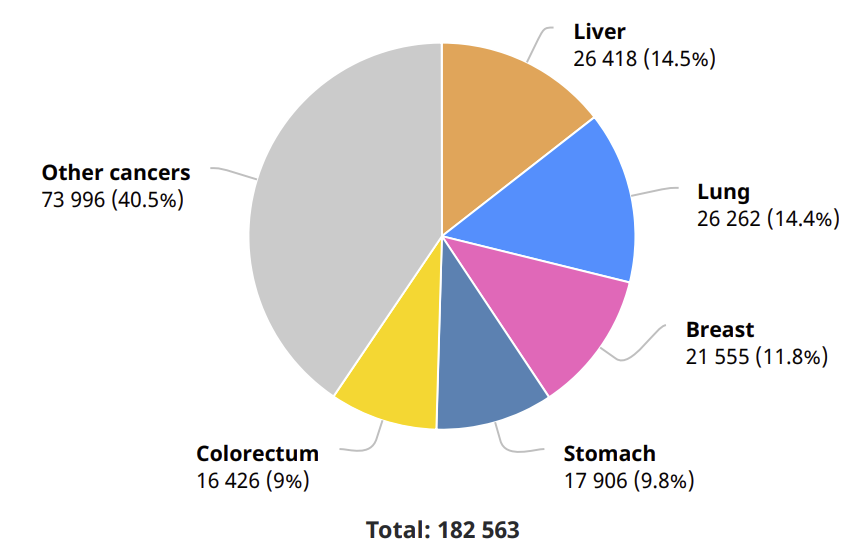 Liver
26 418 (14.5%)
Lung
26 262 (14.4%)
Breast
21 555 (11.8%)
Stomach
17 906 (9.8%)
Colorectum
16 426 (9%)
Other cancers
73 996 (40.5%)
Total: 182 563